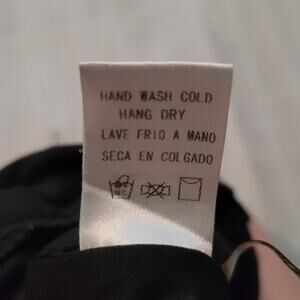 HAND WASH COLD
HANG DRY
LAVE FRIO A MANO
SECA EN COLGADO